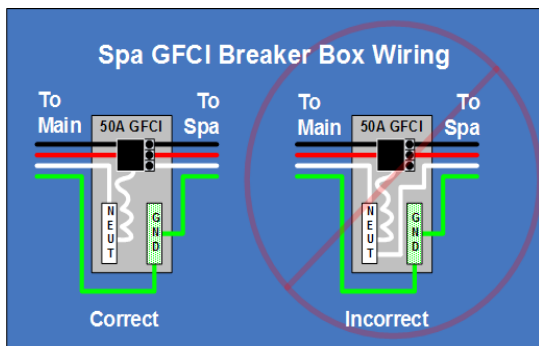 Spa GFCI Breaker Box Wiring
To Main
50A GFCI
To Spa
NEUT
GND
Correct
To Main
50A GFCI
To Spa
NEUT
GND
Incorrect